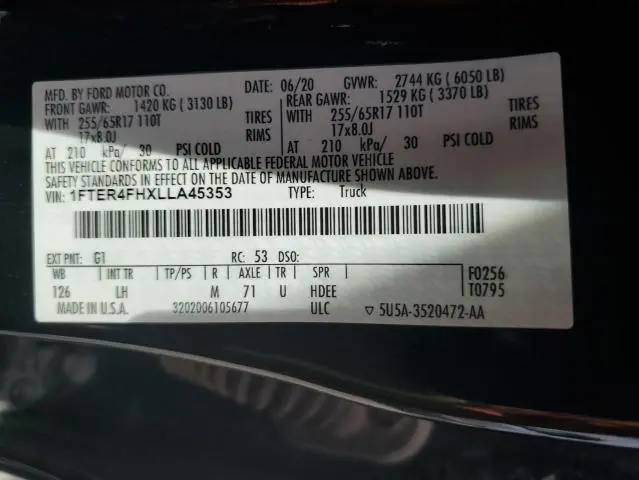 MFD. BY FORD MOTOR CO. DATE: 06/20 GVWR: 2744 KG ( 6050 LB)
FRONT GAWR: 1420 KG ( 3130 LB) REAR GAWR: 1529 KG ( 3370 LB)
WITH 255/65R17 110T TIRES WITH 255/65R17 110T TIRES
17x8.0J RIMS 17x8.0J RIMS
AT 210 kPa/ 30 PSI COLD AT 210 kPa/ 30 PSI COLD
THIS VEHICLE CONFORMS TO ALL APPLICABLE FEDERAL MOTOR VEHICLE
SAFETY STANDARDS IN EFFECT ON THE DATE OF MANUFACTURE SHOWN ABOVE.
VIN: 1FTER4FHXLLA45353 TYPE: Truck
EXT PNT: G1 RC: 53 DSO:
WB INT TR TP/PS R AXLE TR SPR F0256
126 LH M 71 U HDEE T0795
MADE IN U.S.A. 3202006105677 ULC ▽ 5U5A-3520472-AA